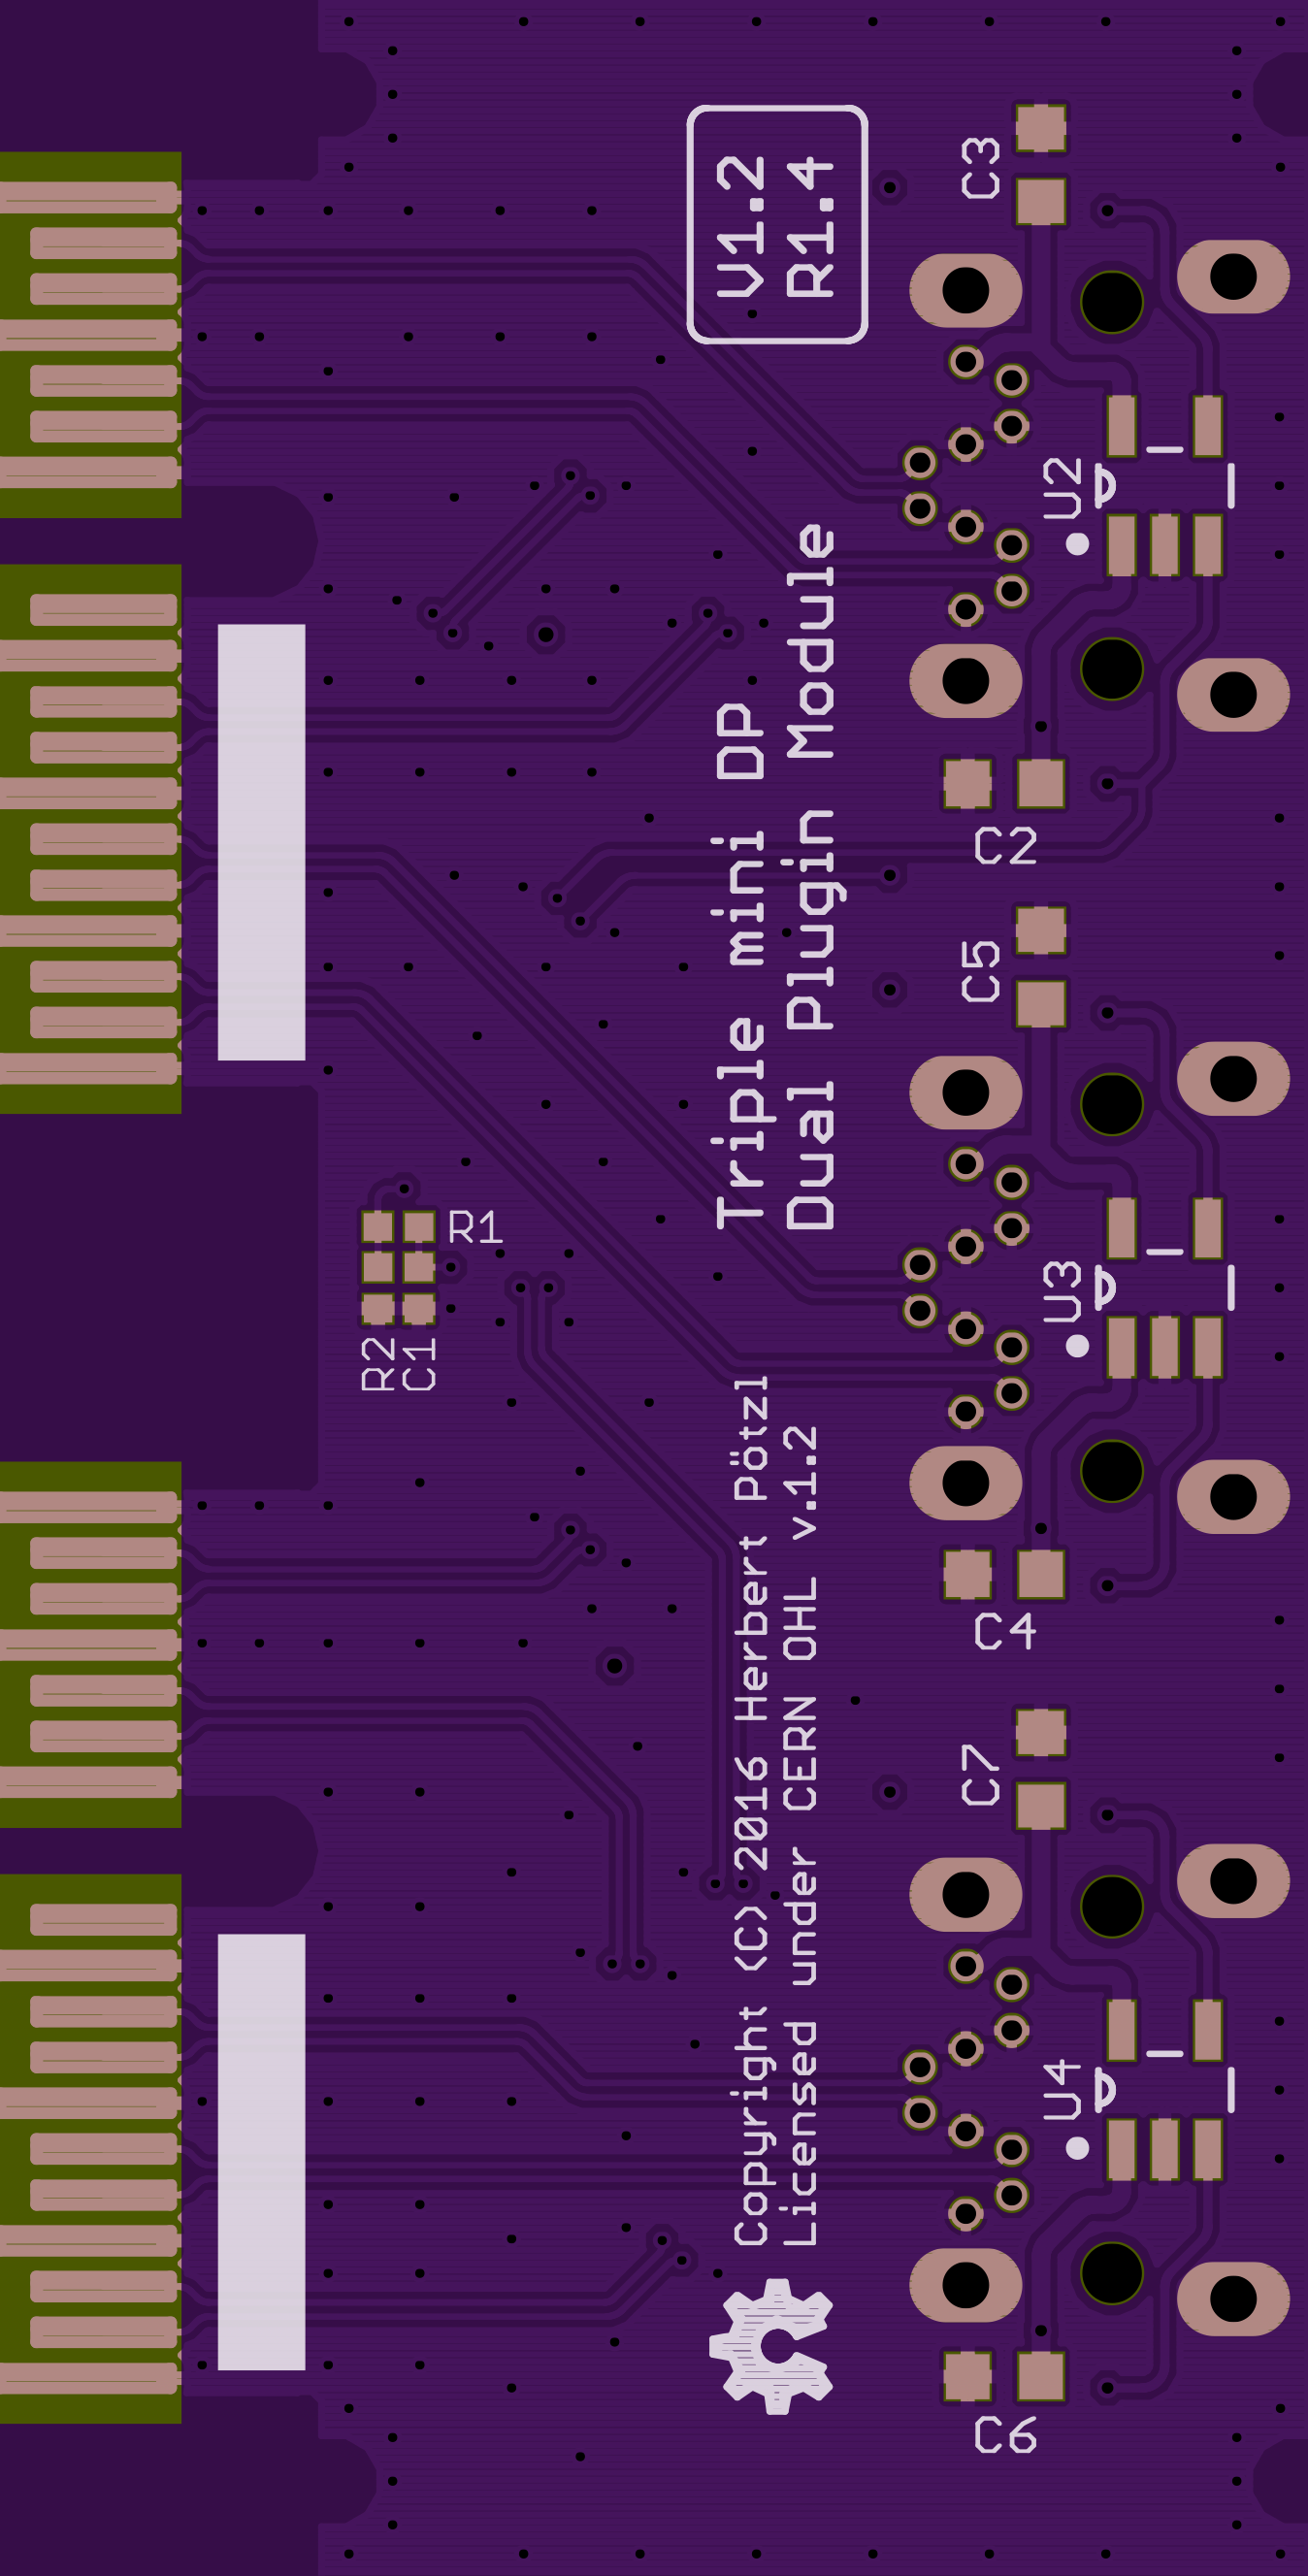 V1.2
R1.4
C3
U2
Triple mini DP
Dual Plugin Module
C2
C5
R1
U3
R2
C1
Copyright (C) 2016 Herbert Pötzl
Licensed under CERN OHL v.1.2
C4
C7
U4
C6